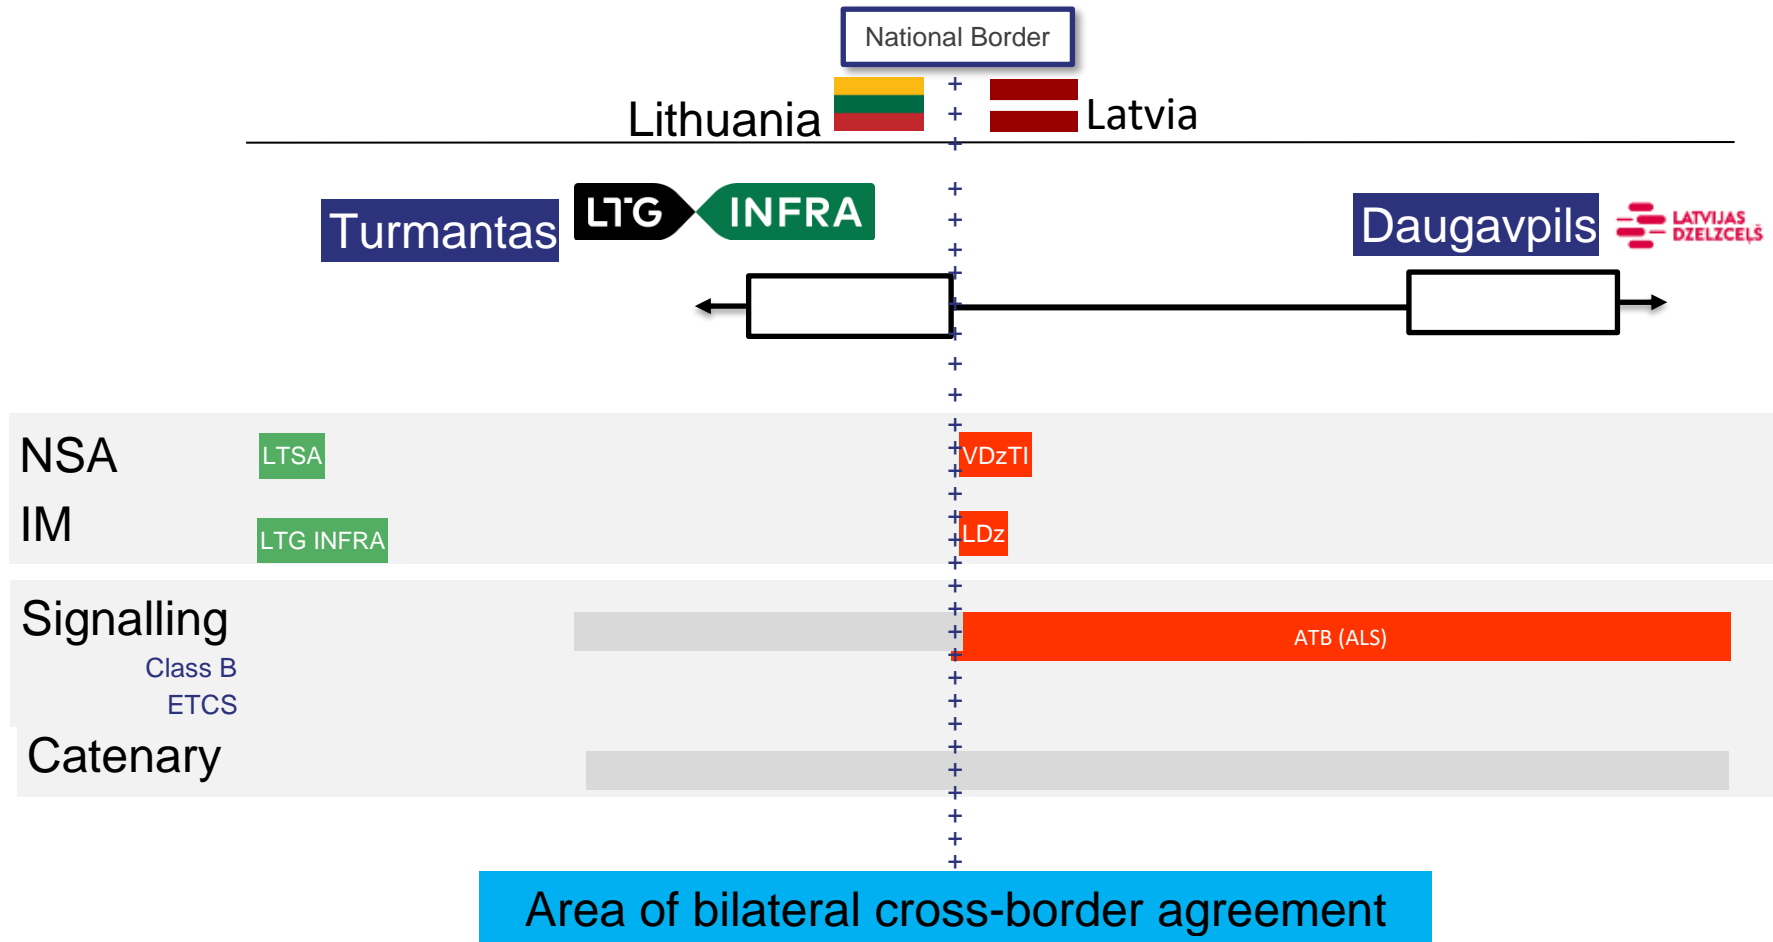 National Border
Lithuania
Latvia
Turmantas
LTG INFRA
Daugavpils
LATVIJAS
DZELZCEĻŠ
NSA
LTSA
VDzTI
IM
LTG INFRA
LDz
Signalling
ATB (ALS)
Class B
ETCS
Catenary
Area of bilateral cross-border agreement